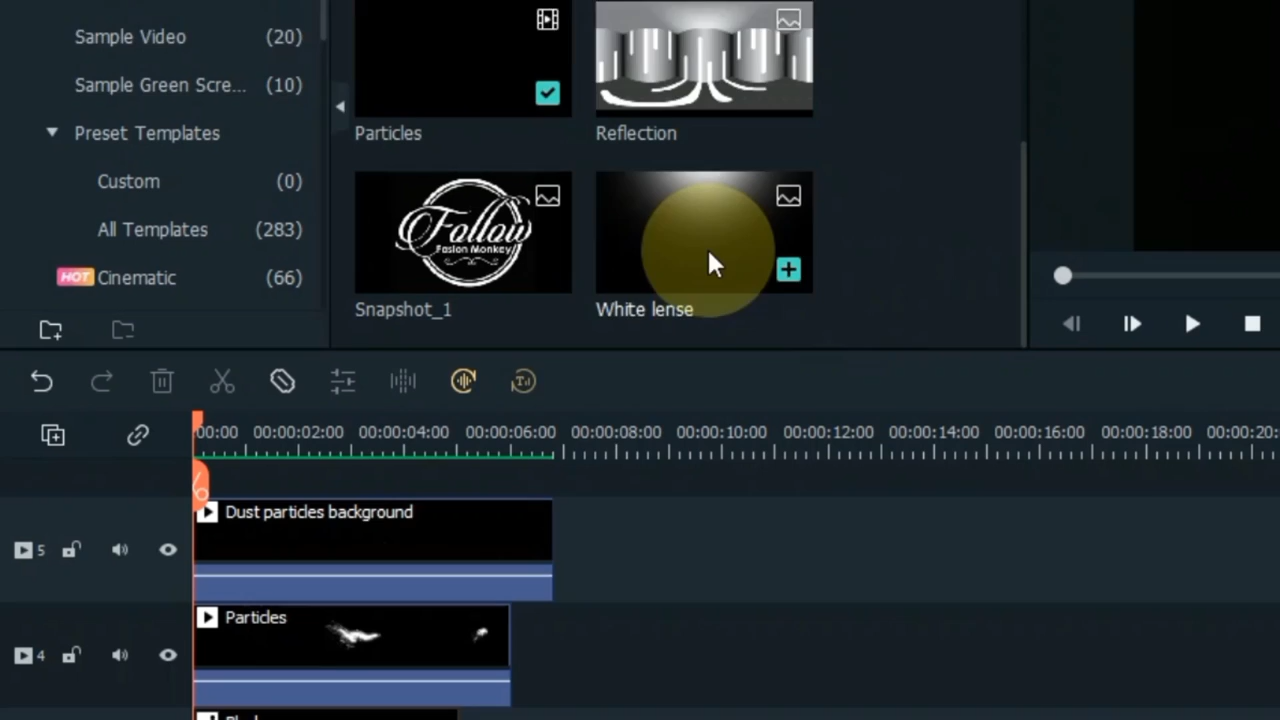 Sample Video (20)
Sample Green Scre... (10)
Preset Templates
Custom (0)
All Templates (283)
HOT Cinematic (66)
Particles
Reflection
Follow
Fasion Monkey
Snapshot_1
White lense
00:00 00:00:02:00 00:00:04:00 00:00:06:00 00:00:08:00 00:00:10:00 00:00:12:00 00:00:14:00 00:00:16:00 00:00:18:00 00:00:20:
5
Dust particles background
4
Particles